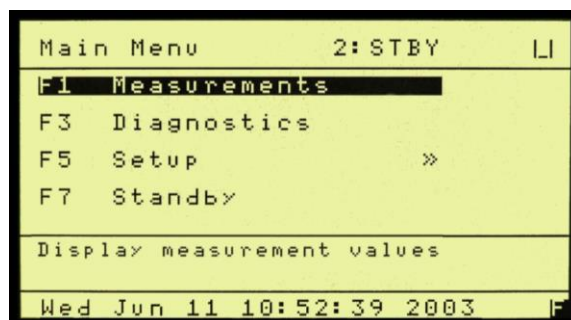 Main Menu 2:STBY
F1 Measurements
F3 Diagnostics
F5 Setup »
F7 Standby
Display measurement values
Wed Jun 11 10:52:39 2003 F